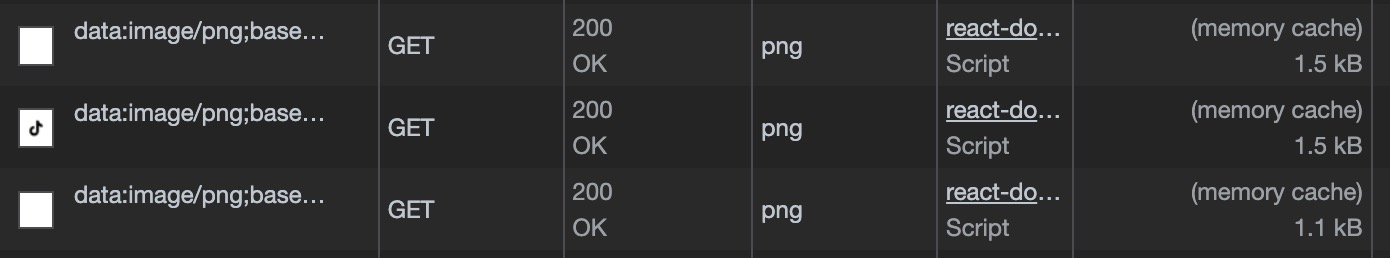 data:image/png;base…
GET
200
OK
png
react-do…
Script
(memory cache)
1.5 kB
data:image/png;base…
GET
200
OK
png
react-do…
Script
(memory cache)
1.5 kB
data:image/png;base…
GET
200
OK
png
react-do…
Script
(memory cache)
1.1 kB